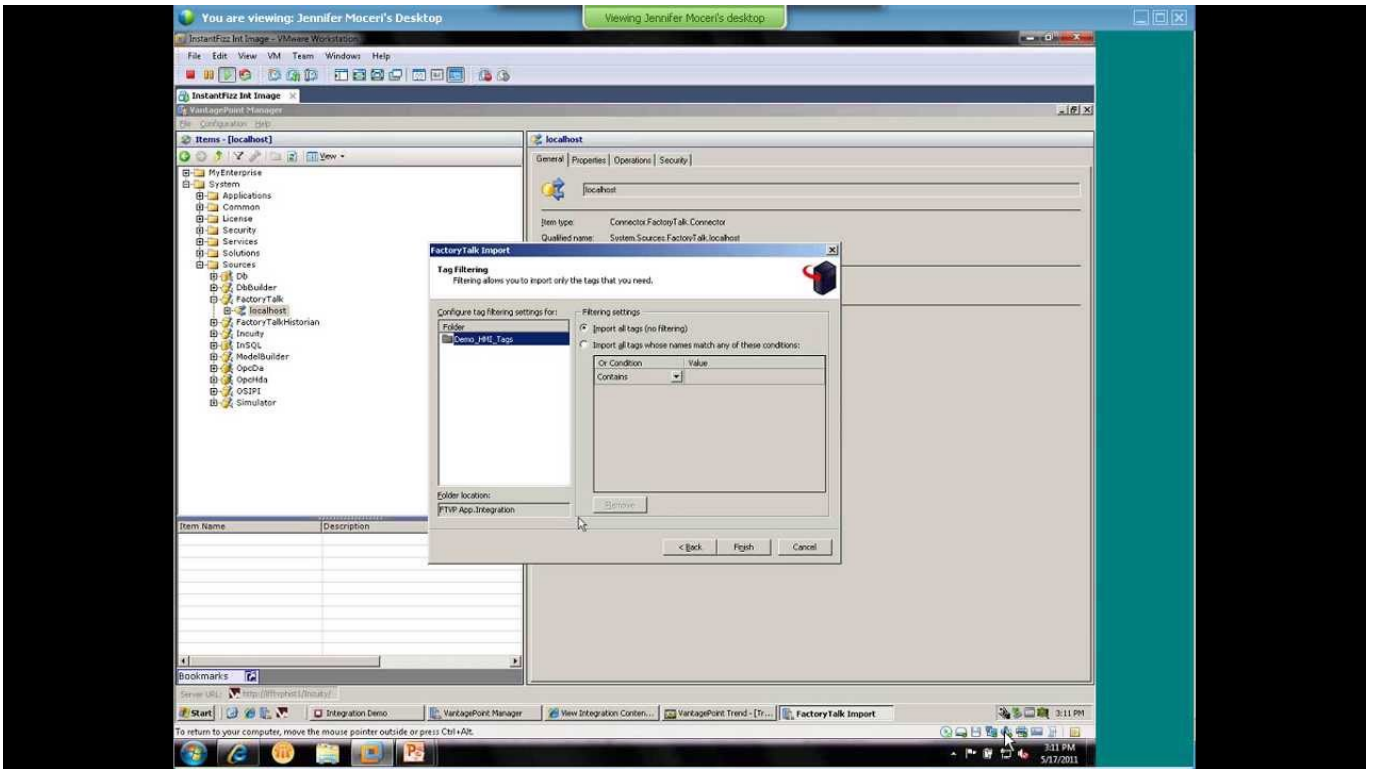 You are viewing: Jennifer Moceri's Desktop
Viewing Jennifer Moceri's desktop
InstantFizz Int Image - VMware Workstation
File Edit View VM Team Windows Help
InstantFizz Int Image
VantagePoint Manager
File Configuration Help
Items - [localhost]
View
MyEnterprise
System
Applications
Common
License
Security
Services
Solutions
Sources
Db
DbBuilder
FactoryTalk
localhost
FactoryTalkHistorian
Incuity
InSQL
ModelBuilder
OpcDa
OpcHda
OSIPI
Simulator
Item Name Description
Bookmarks
localhost
General Properties Operations Security
localhost
Item type: Connector.FactoryTalk.Connector
Qualified name: System.Sources.FactoryTalk.localhost
FactoryTalk Import
Tag Filtering
Filtering allows you to import only the tags that you need.
Configure tag filtering settings for:
Folder
Demo_HMI_Tags
Folder location:
FTVP App.Integration
Filtering settings
Import all tags (no filtering)
Import all tags whose names match any of these conditions:
Or Condition Value
Contains
Remove
< Back Finish Cancel
Server URL:
Start Integration Demo VantagePoint Manager View Integration Conten... VantagePoint Trend - [Tr... FactoryTalk Import 3:11 PM
To return to your computer, move the mouse pointer outside or press Ctrl+Alt.
3:11 PM
5/17/2011